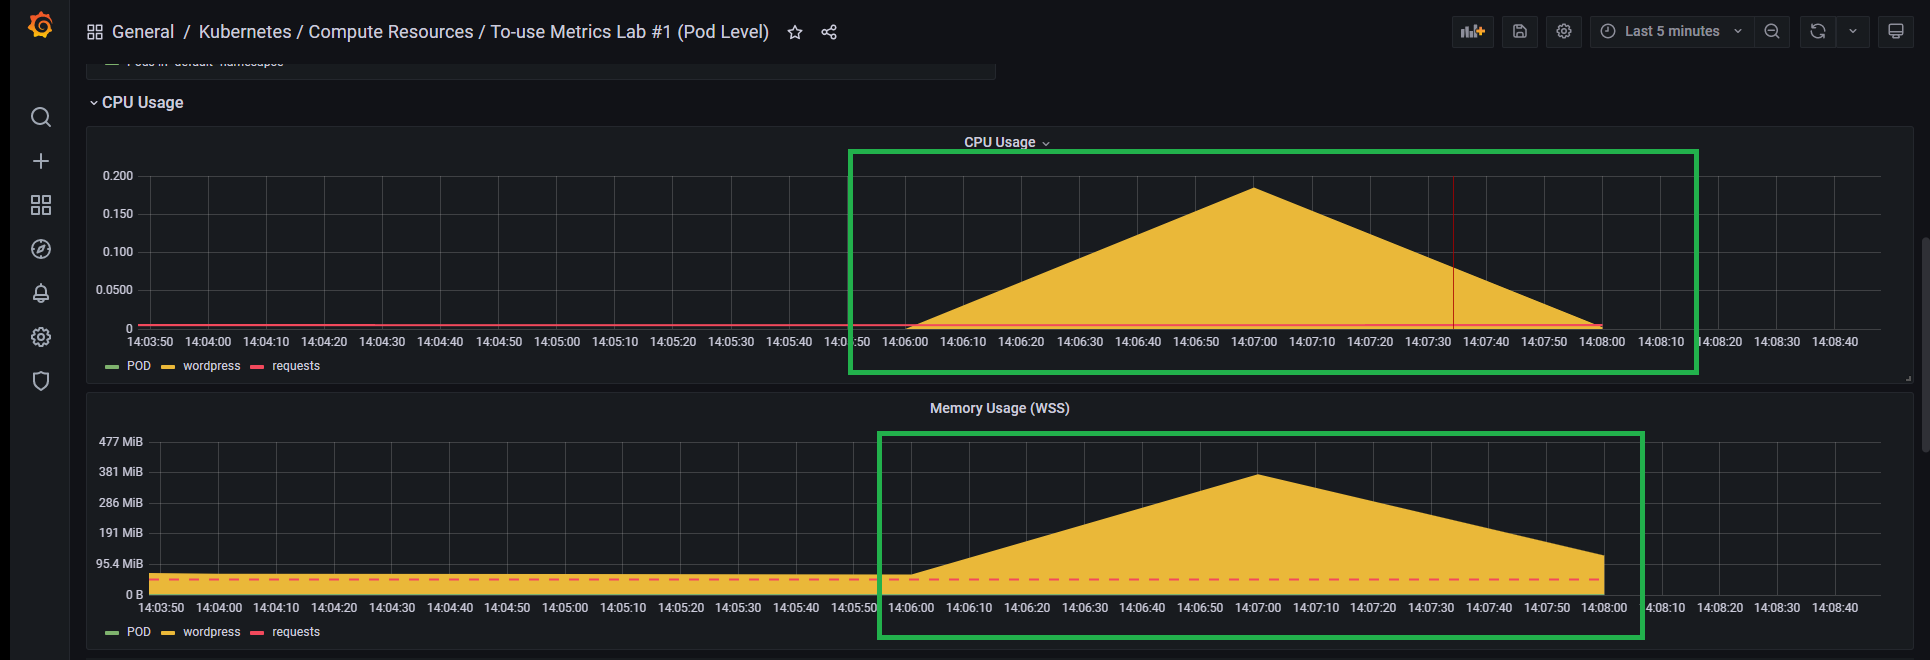 General / Kubernetes / Compute Resources / To-use Metrics Lab #1 (Pod Level)
Last 5 minutes
CPU Usage
CPU Usage
0.200
0.150
0.100
0.0500
0
14:03:50 14:04:00 14:04:10 14:04:20 14:04:30 14:04:40 14:04:50 14:05:00 14:05:10 14:05:20 14:05:30 14:05:40 14:05:50 14:06:00 14:06:10 14:06:20 14:06:30 14:06:40 14:06:50 14:07:00 14:07:10 14:07:20 14:07:30 14:07:40 14:07:50 14:08:00 14:08:10 14:08:20 14:08:30 14:08:40
POD wordpress requests
Memory Usage (WSS)
477 MiB
381 MiB
286 MiB
191 MiB
95.4 MiB
0 B
14:03:50 14:04:00 14:04:10 14:04:20 14:04:30 14:04:40 14:04:50 14:05:00 14:05:10 14:05:20 14:05:30 14:05:40 14:05:50 14:06:00 14:06:10 14:06:20 14:06:30 14:06:40 14:06:50 14:07:00 14:07:10 14:07:20 14:07:30 14:07:40 14:07:50 14:08:00 14:08:10 14:08:20 14:08:30 14:08:40
POD wordpress requests